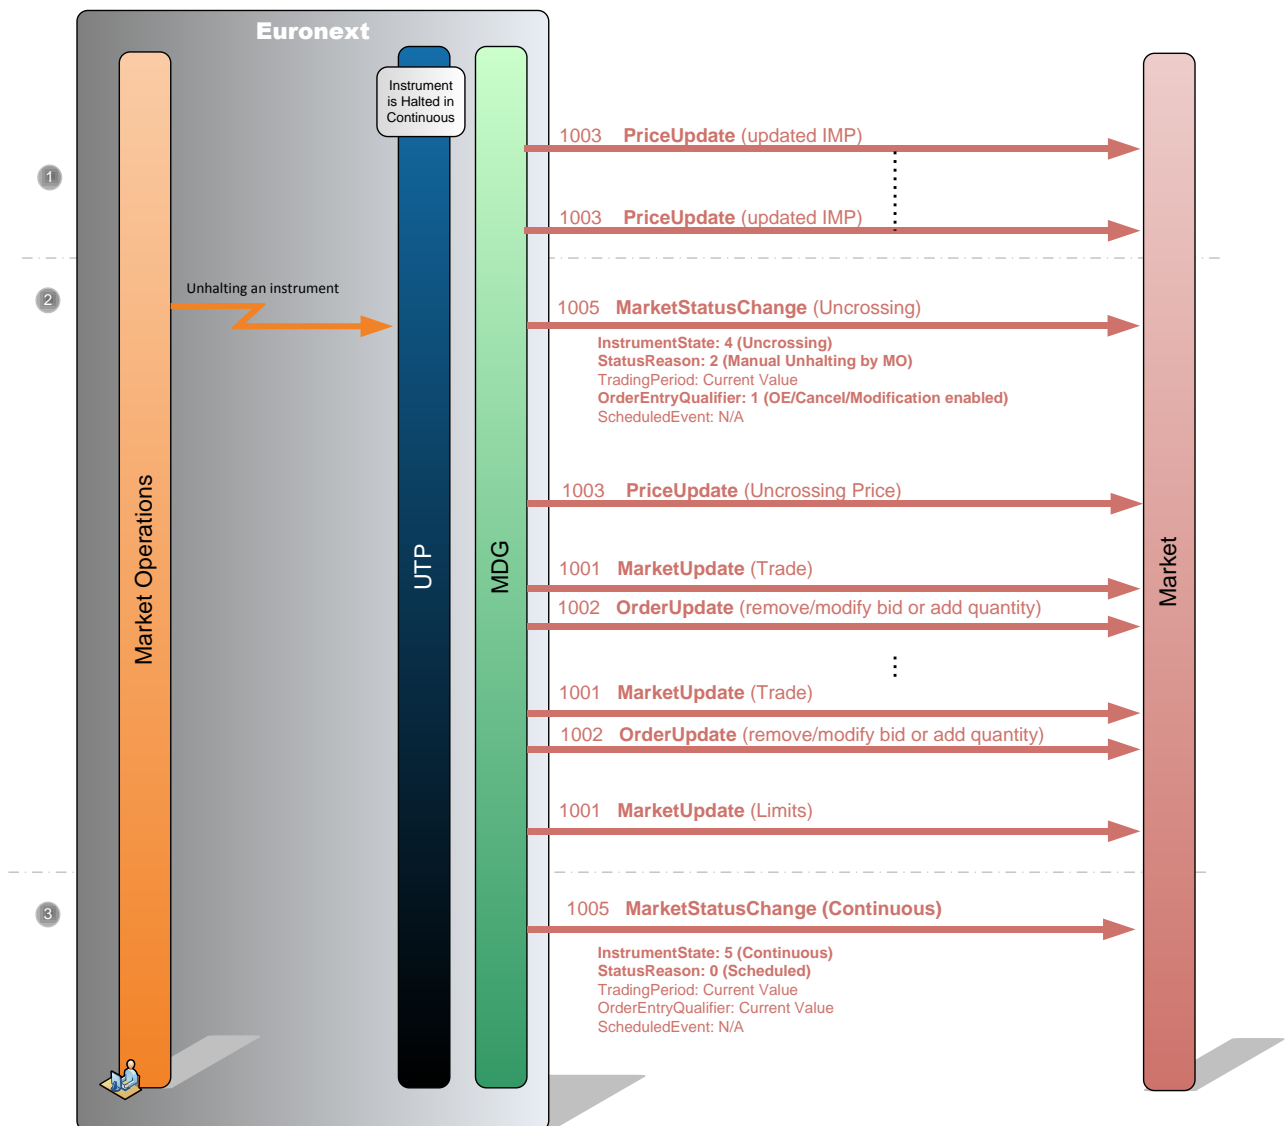 Euronext
Instrument
is Halted in
Continuous
1003 PriceUpdate (updated IMP)
1
1003 PriceUpdate (updated IMP)
2
Unhalting an instrument
1005 MarketStatusChange (Uncrossing)
InstrumentState: 4 (Uncrossing)
StatusReason: 2 (Manual Unhalting by MO)
TradingPeriod: Current Value
OrderEntryQualifier: 1 (OE/Cancel/Modification enabled)
ScheduledEvent: N/A
1003 PriceUpdate (Uncrossing Price)
Market Operations
UTP
MDG
Market
1001 MarketUpdate (Trade)
1002 OrderUpdate (remove/modify bid or add quantity)
1001 MarketUpdate (Trade)
1002 OrderUpdate (remove/modify bid or add quantity)
1001 MarketUpdate (Limits)
3
1005 MarketStatusChange (Continuous)
InstrumentState: 5 (Continuous)
StatusReason: 0 (Scheduled)
TradingPeriod: Current Value
OrderEntryQualifier: Current Value
ScheduledEvent: N/A